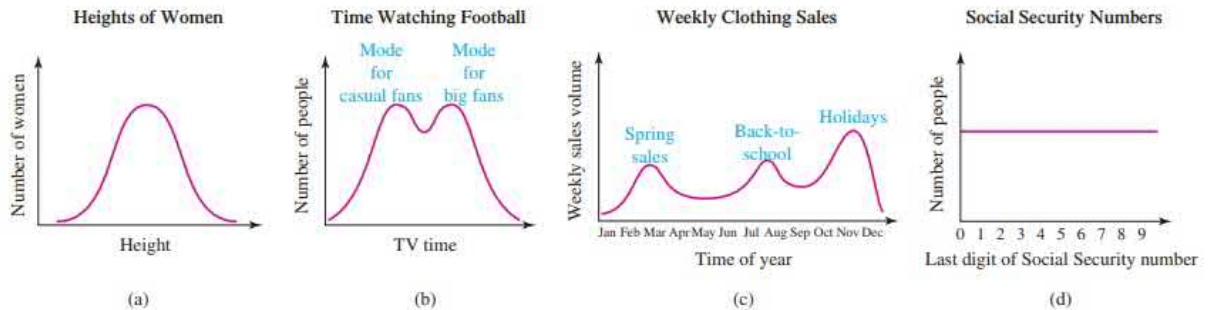 Heights of Women
Number of women
Height
(a)
Time Watching Football
Mode
for
casual fans
Mode
for
big fans
Number of people
TV time
(b)
Weekly Clothing Sales
Weekly sales volume
Spring
sales
Back-to-
school
Holidays
Jan Feb Mar Apr May Jun Jul Aug Sep Oct Nov Dec
Time of year
(c)
Social Security Numbers
Number of people
0 1 2 3 4 5 6 7 8 9
Last digit of Social Security number
(d)